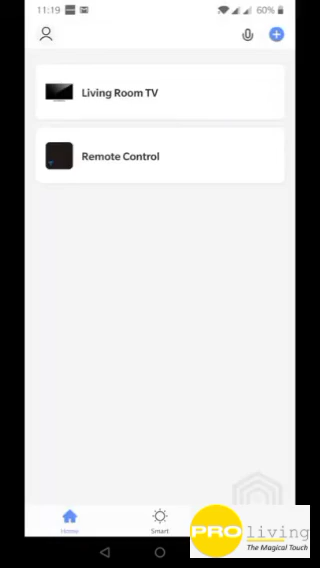 11:19
60%
Living Room TV
Remote Control
Home
Smart
PRO living
The Magical Touch